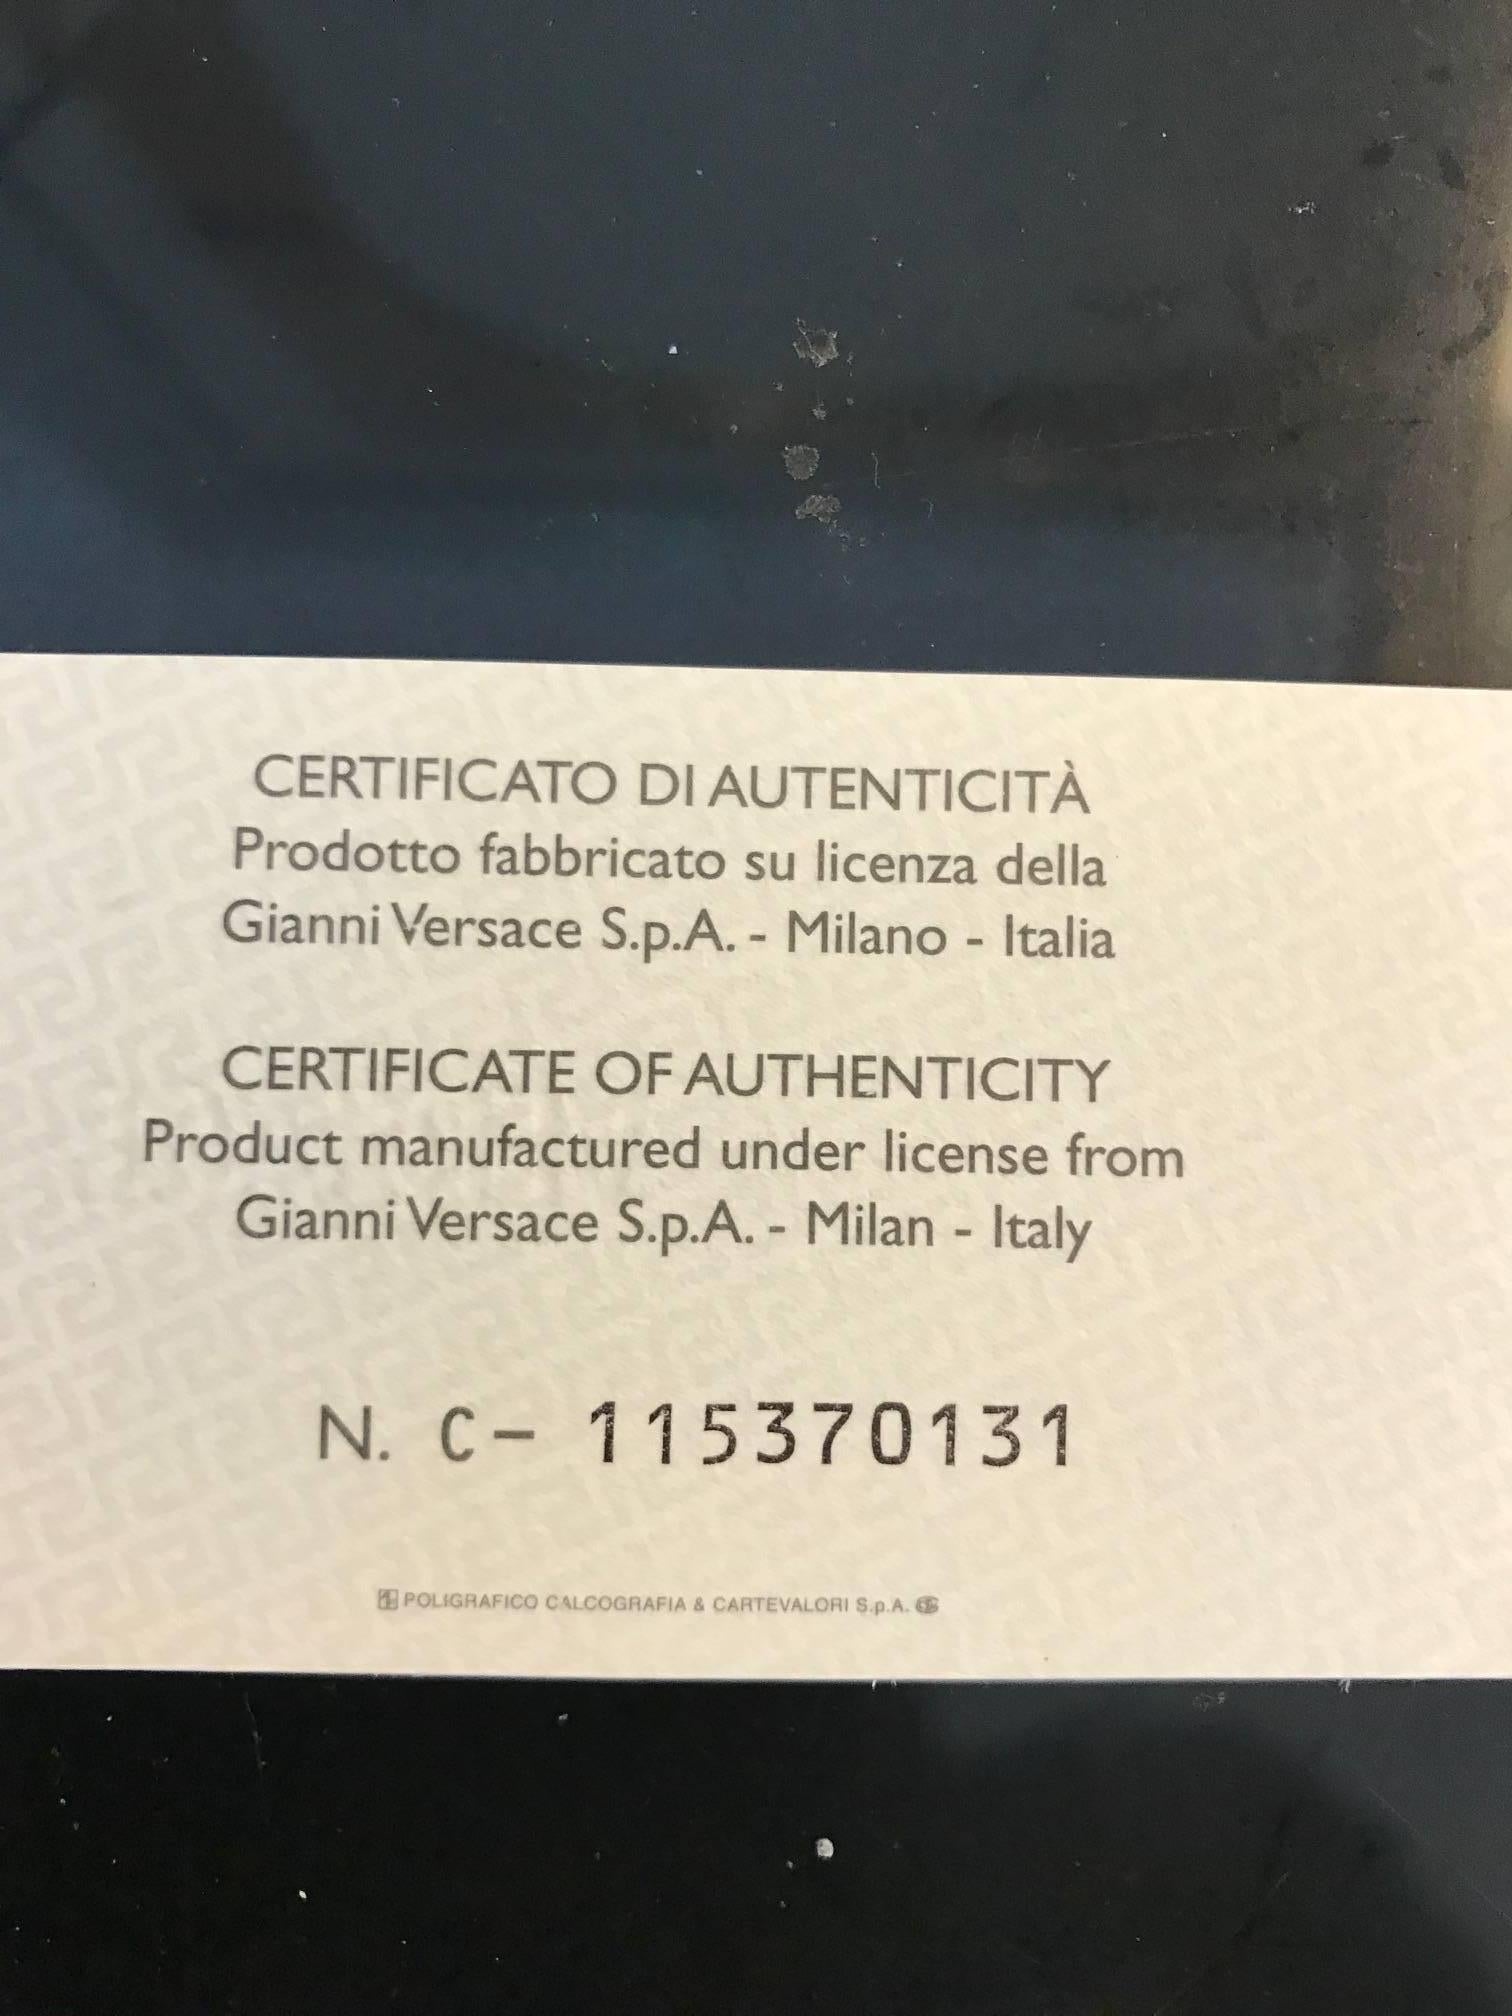 CERTIFICATO DI AUTENTICITÀ
Prodotto fabbricato su licenza della
Gianni Versace S.p.A. - Milano - Italia
CERTIFICATE OF AUTHENTICITY
Product manufactured under license from
Gianni Versace S.p.A. - Milan - Italy
N. C- 115370131
POLIGRAFICO CALCOGRAFIA & CARTEVALORI S.p.A.